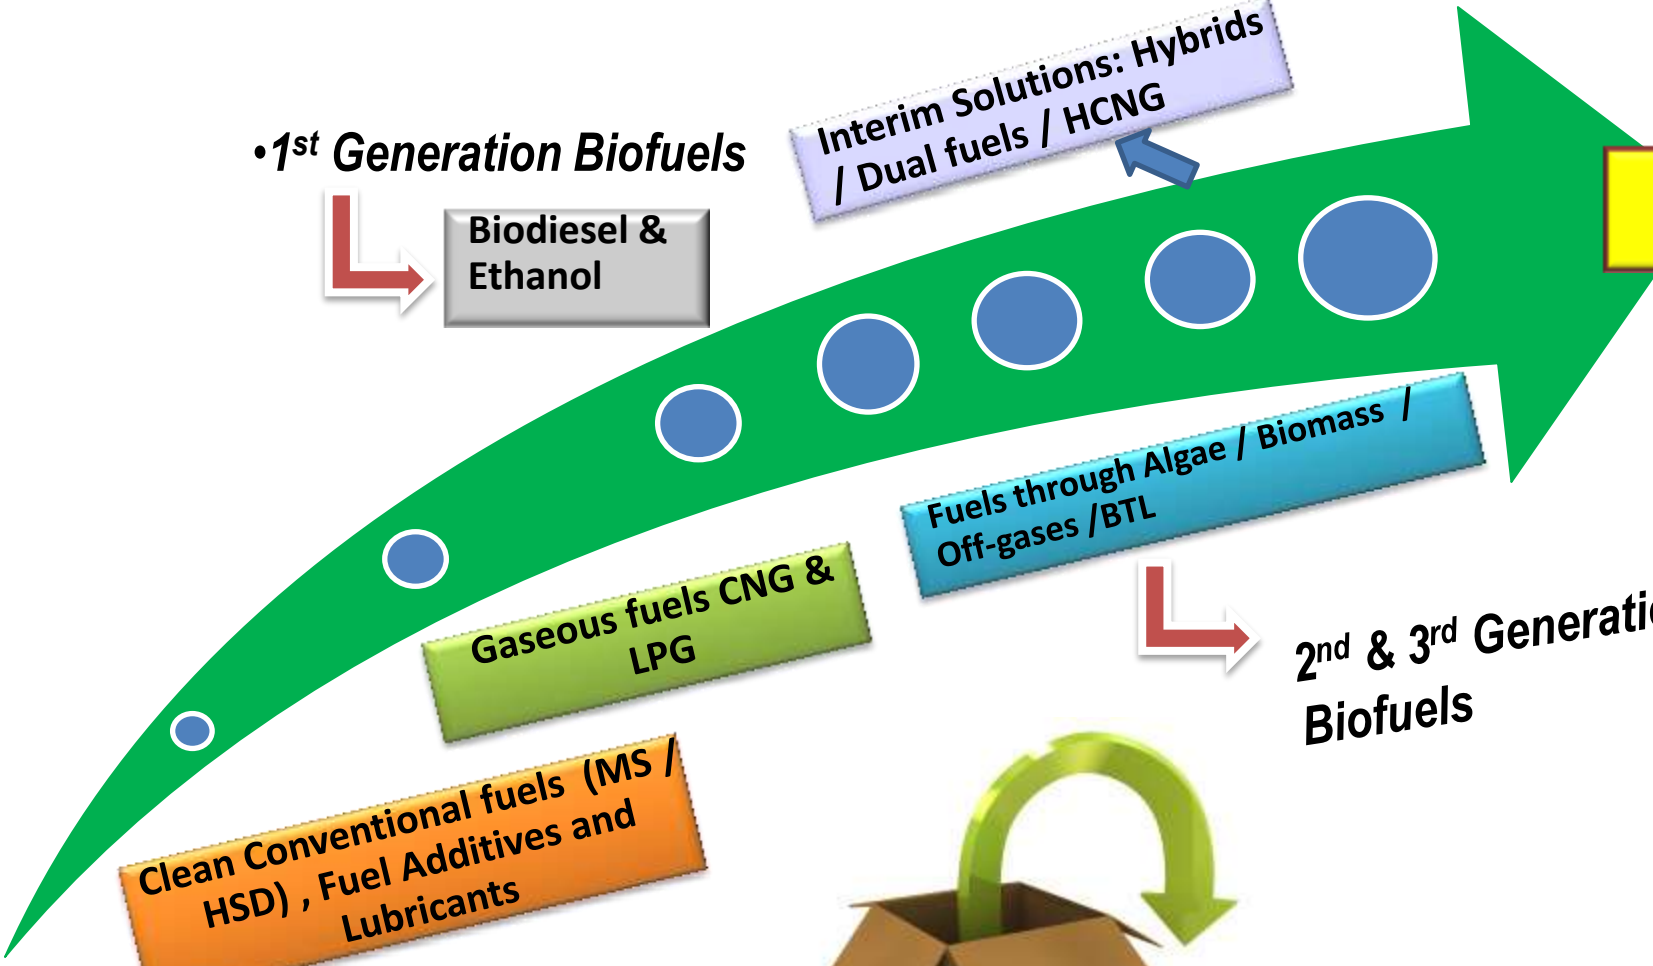 Interim Solutions: Hybrids
/ Dual fuels / HCNG
•1st Generation Biofuels
Biodiesel &
Ethanol
Fuels through Algae / Biomass /
Off-gases /BTL
Gaseous fuels CNG &
LPG
2nd & 3rd
Biofuels
Clean Conventional fuels (MS /
HSD) , Fuel Additives and
Lubricants